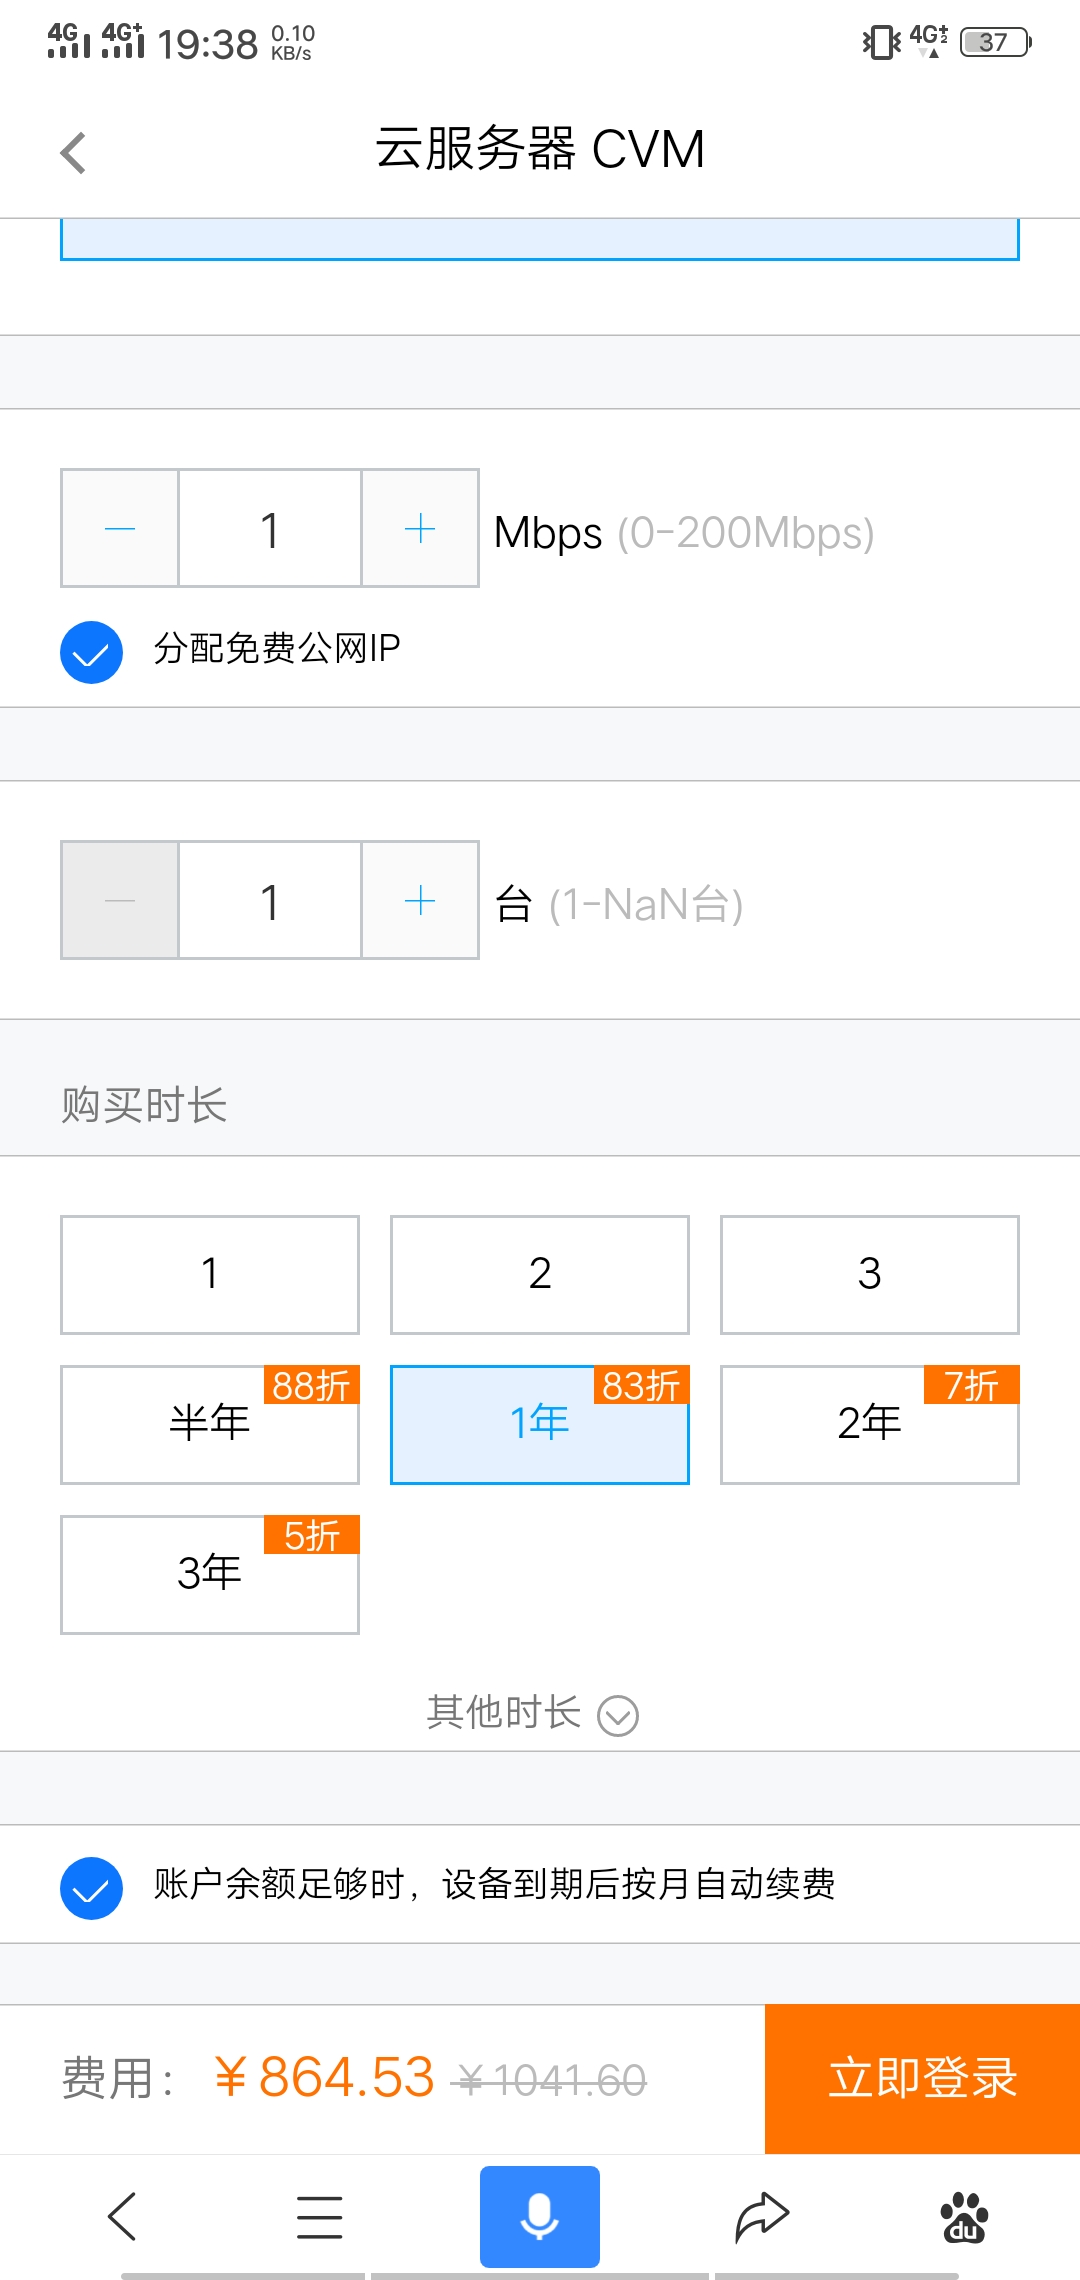 4G 4G+ 19:38 0.10 KB/s 4G+2 37
云服务器 CVM
1 Mbps (0-200Mbps)
分配免费公网IP
1 台 (1-NaN台)
购买时长
1 2 3
88折 83折 7折
半年 1年 2年
5折
3年
其他时长
账户余额足够时，设备到期后按月自动续费
费用： ¥864.53 ¥1041.60 立即登录
du